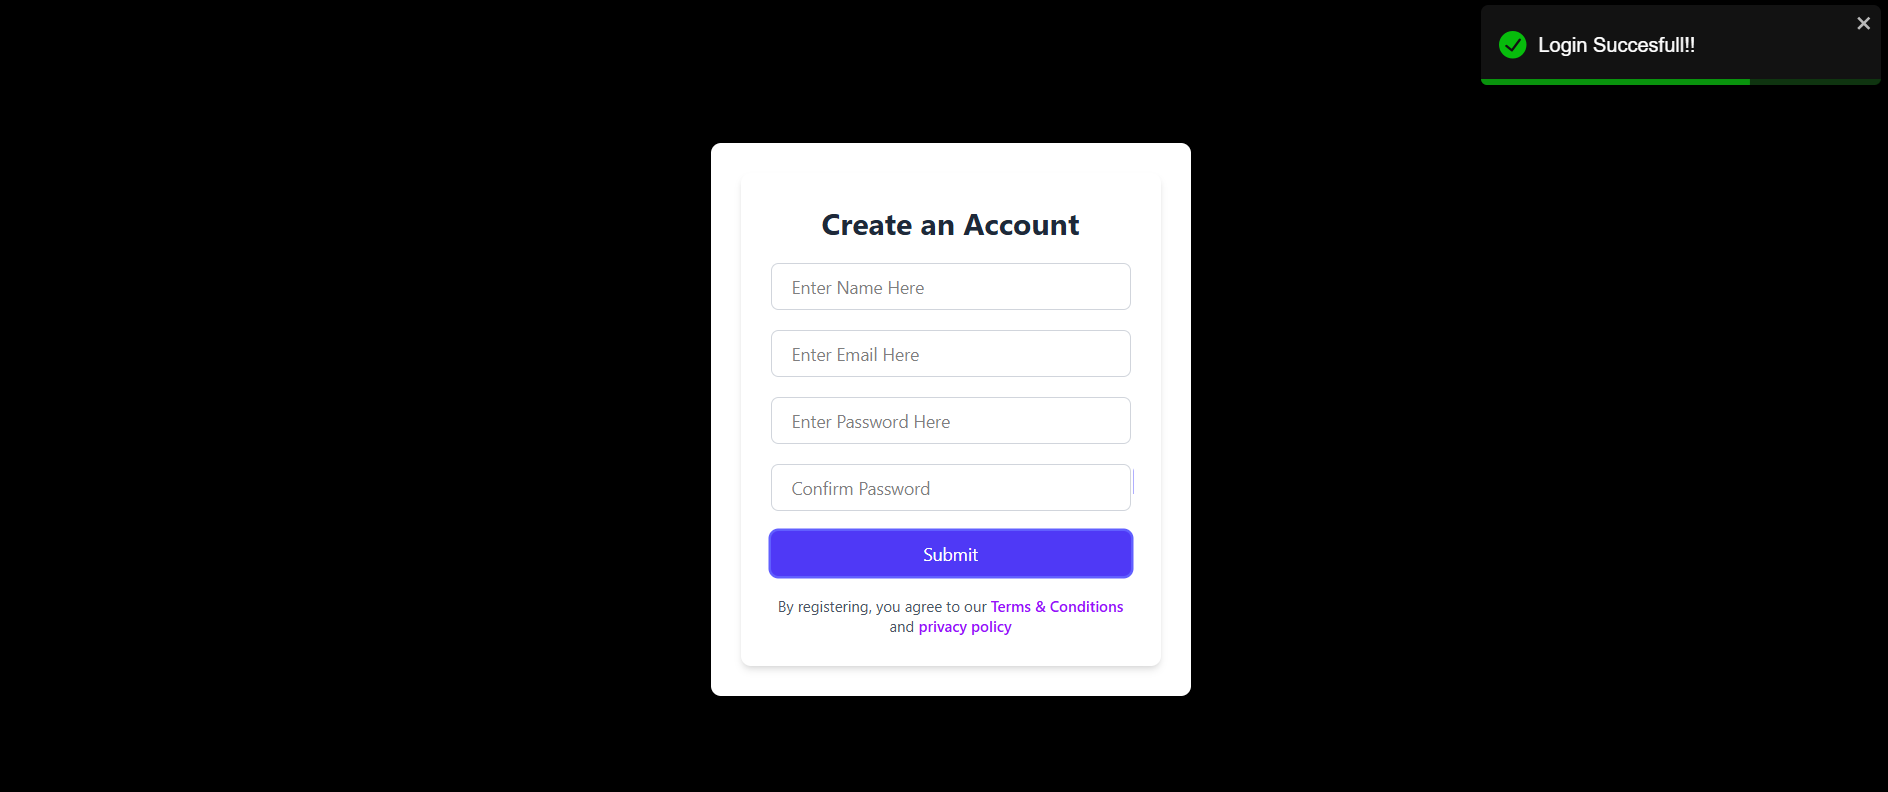 Login Succesfull!!
Create an Account
Enter Name Here
Enter Email Here
Enter Password Here
Confirm Password
Submit
By registering, you agree to our Terms & Conditions
and privacy policy